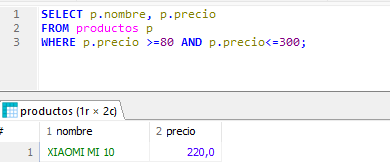 1 SELECT p.nombre, p.precio
2 FROM productos p
3 WHERE p.precio >=80 AND p.precio<=300;
productos (1r × 2c)
# 1 nombre 2 precio
1 XIAOMI MI 10 220,0